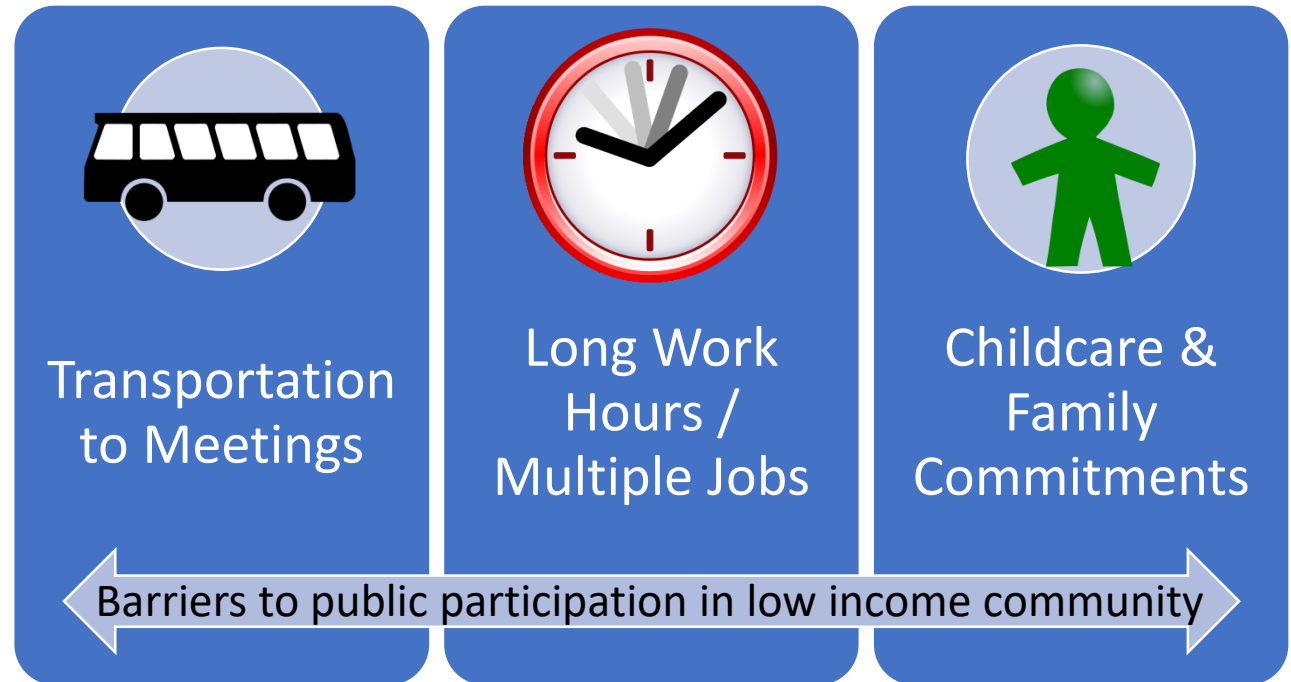 Transportation
to Meetings
Long Work
Hours /
Multiple Jobs
Childcare &
Family
Commitments
Barriers to public participation in low income community